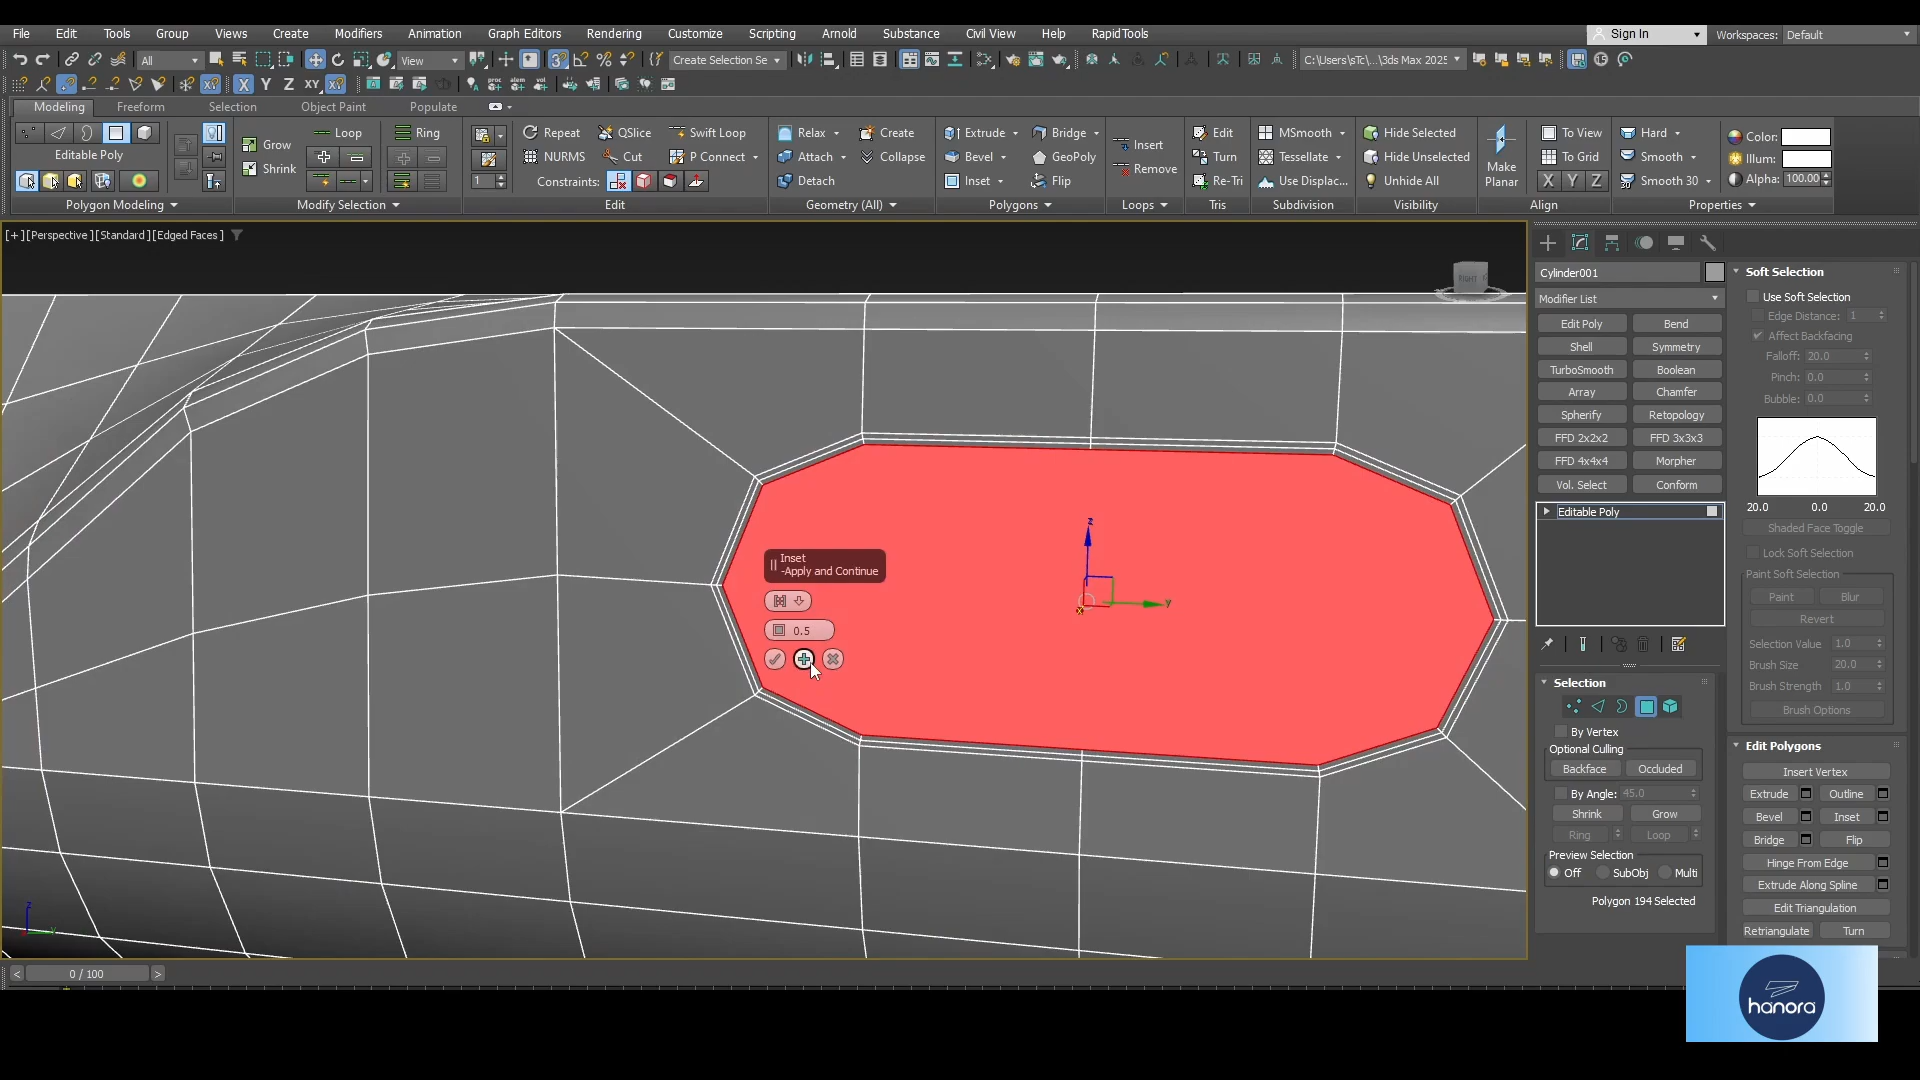 File Edit Tools Group Views Create Modifiers Animation Graph Editors Rendering Customize Scripting Arnold Substance Civil View Help RapidTools Sign In Workspaces: Default
All View Create Selection Se C:\Users\sTc\...\3ds Max 2025
X Y Z XY
Modeling Freeform Selection Object Paint Populate
Loop Ring Repeat QSlice Swift Loop Relax Create Extrude Bridge Edit MSmooth Hide Selected To View Hard Color:
Editable Poly Grow NURMS Cut P Connect Attach Collapse Bevel GeoPoly Insert Turn Tessellate Hide Unselected Make Planar To Grid Smooth Illum:
Shrink 1 Constraints: Detach Inset Flip Remove Re-Tri Use Displac... Unhide All X Y Z Smooth 30 Alpha: 100.00
Polygon Modeling Modify Selection Edit Geometry (All) Polygons Loops Tris Subdivision Visibility Align Properties
[+][Perspective][Standard][Edged Faces]
RIGHT
z
y
x
Inset
-Apply and Continue
0.5
z
< 0 / 100 >
Cylinder001
Modifier List
Edit Poly Bend
Shell Symmetry
TurboSmooth Boolean
Array Chamfer
Spherify Retopology
FFD 2x2x2 FFD 3x3x3
FFD 4x4x4 Morpher
Vol. Select Conform
Editable Poly
Selection
By Vertex
Optional Culling
Backface Occluded
By Angle: 45.0
Shrink Grow
Ring Loop
Preview Selection
Off SubObj Multi
Polygon 194 Selected
Soft Selection
Use Soft Selection
Edge Distance: 1
Affect Backfacing
Falloff: 20.0
Pinch: 0.0
Bubble: 0.0
20.0 0.0 20.0
Shaded Face Toggle
Lock Soft Selection
Paint Soft Selection
Paint Blur
Revert
Selection Value 1.0
Brush Size 20.0
Brush Strength 1.0
Brush Options
Edit Polygons
Insert Vertex
Extrude Outline
Bevel Inset
Bridge Flip
Hinge From Edge
Extrude Along Spline
Edit Triangulation
Retriangulate Turn
hanora